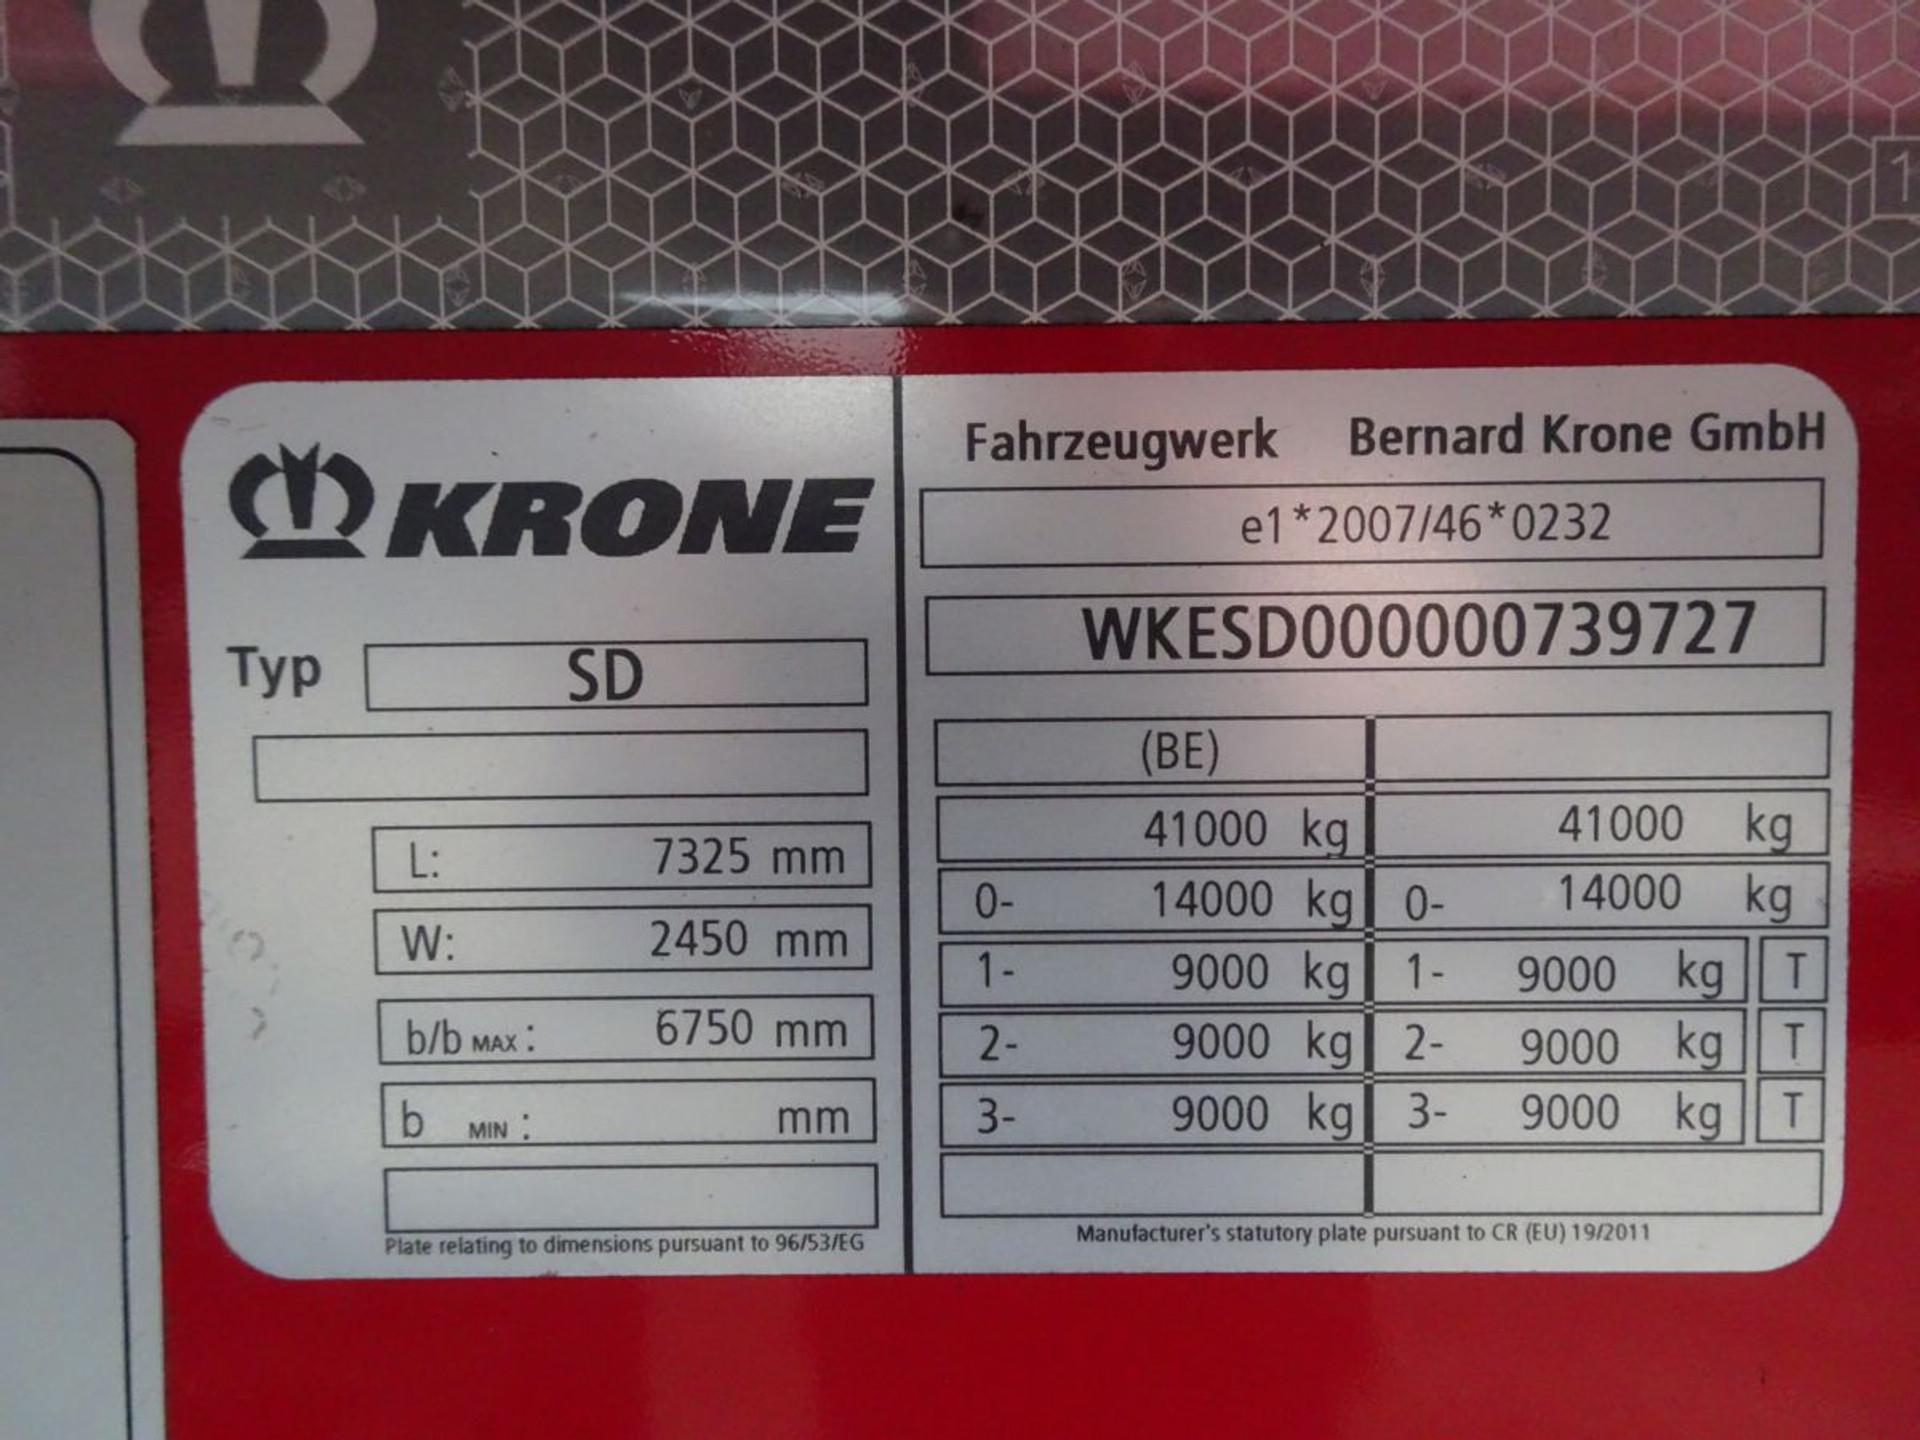 1
KRONE
Typ SD
L: 7325 mm
W: 2450 mm
b/b MAX : 6750 mm
b MIN : mm
Plate relating to dimensions pursuant to 96/53/EG
Fahrzeugwerk Bernard Krone GmbH
e1*2007/46*0232
WKESD000000739727
(BE)
41000 kg 41000 kg
0- 14000 kg 0- 14000 kg
1- 9000 kg 1- 9000 kg T
2- 9000 kg 2- 9000 kg T
3- 9000 kg 3- 9000 kg T
Manufacturer's statutory plate pursuant to CR (EU) 19/2011